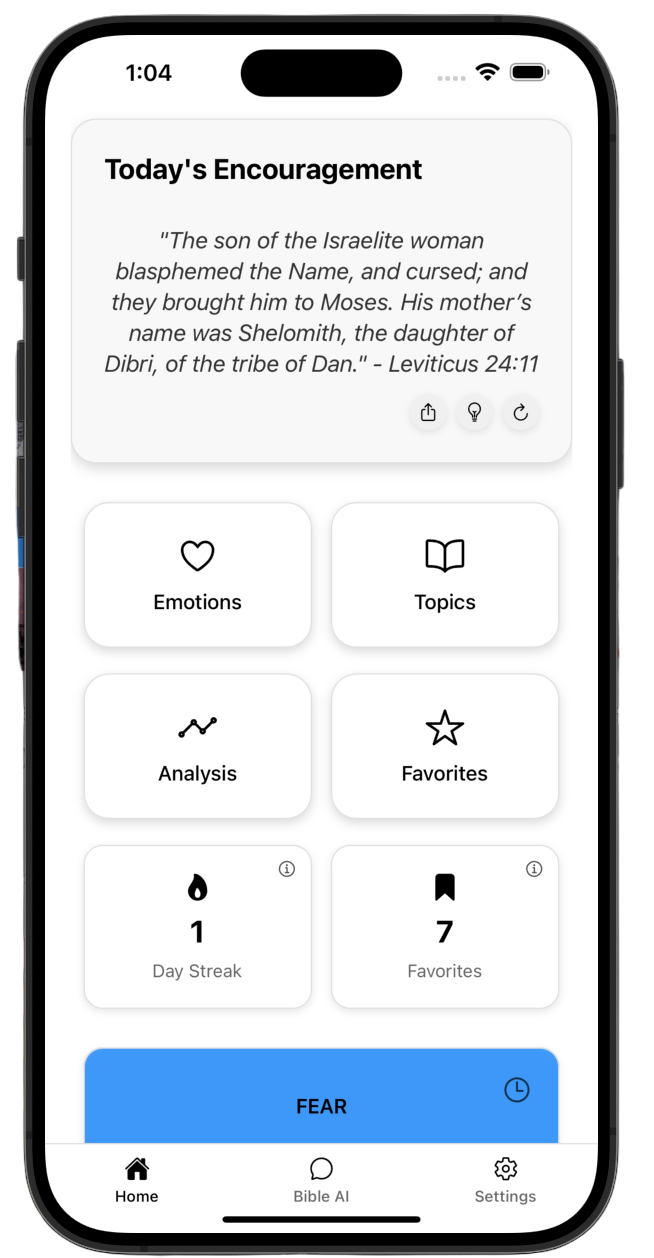 1:04
Today's Encouragement
"The son of the Israelite woman
blasphemed the Name, and cursed; and
they brought him to Moses. His mother’s
name was Shelomith, the daughter of
Dibri, of the tribe of Dan." - Leviticus 24:11
Emotions
Topics
Analysis
Favorites
1
Day Streak
7
Favorites
FEAR
Home
Bible AI
Settings